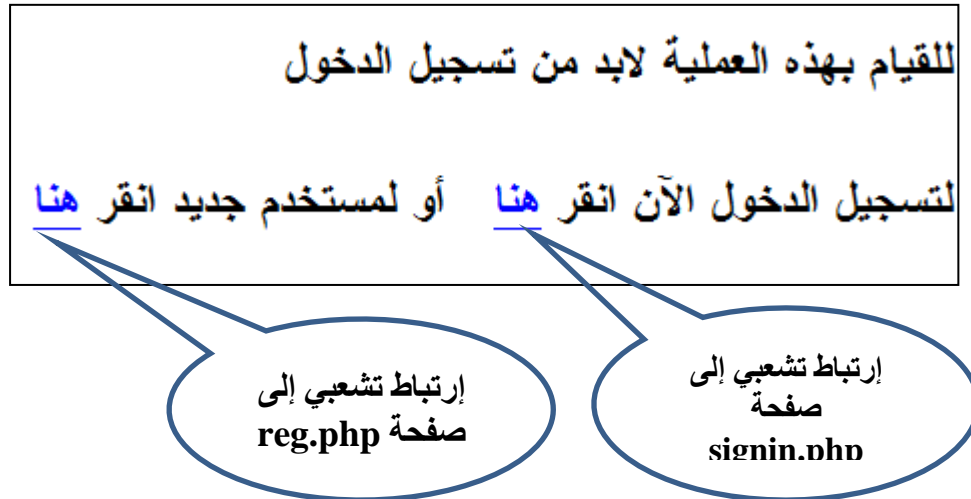 للقيام بهذه العملية لابد من تسجيل الدخول
لتسجيل الدخول الآن انقر هنا أو لمستخدم جديد انقر هنا
إرتباط تشعبي إلى
صفحة
signin.php
إرتباط تشعبي إلى
صفحة reg.php